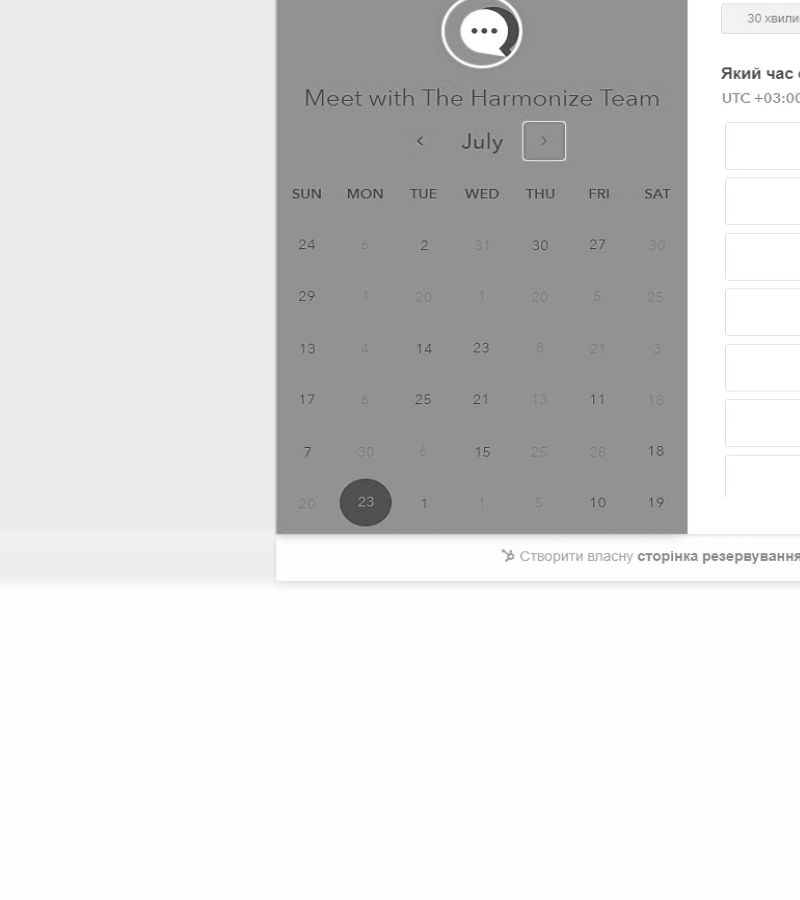 30 хвили
Який час
UTC +03:00
Meet with The Harmonize Team
July
SUN MON TUE WED THU FRI SAT
24 6 2 31 30 27 30
29 1 20 1 20 5 25
13 4 14 23 8 21 3
17 6 25 21 13 11 18
7 30 6 15 25 28 18
20 23 1 1 5 10 19
Створити власну сторінка резервування